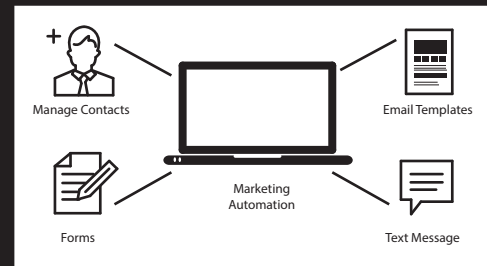 Manage Contacts
Email Templates
Marketing
Automation
Forms
Text Message